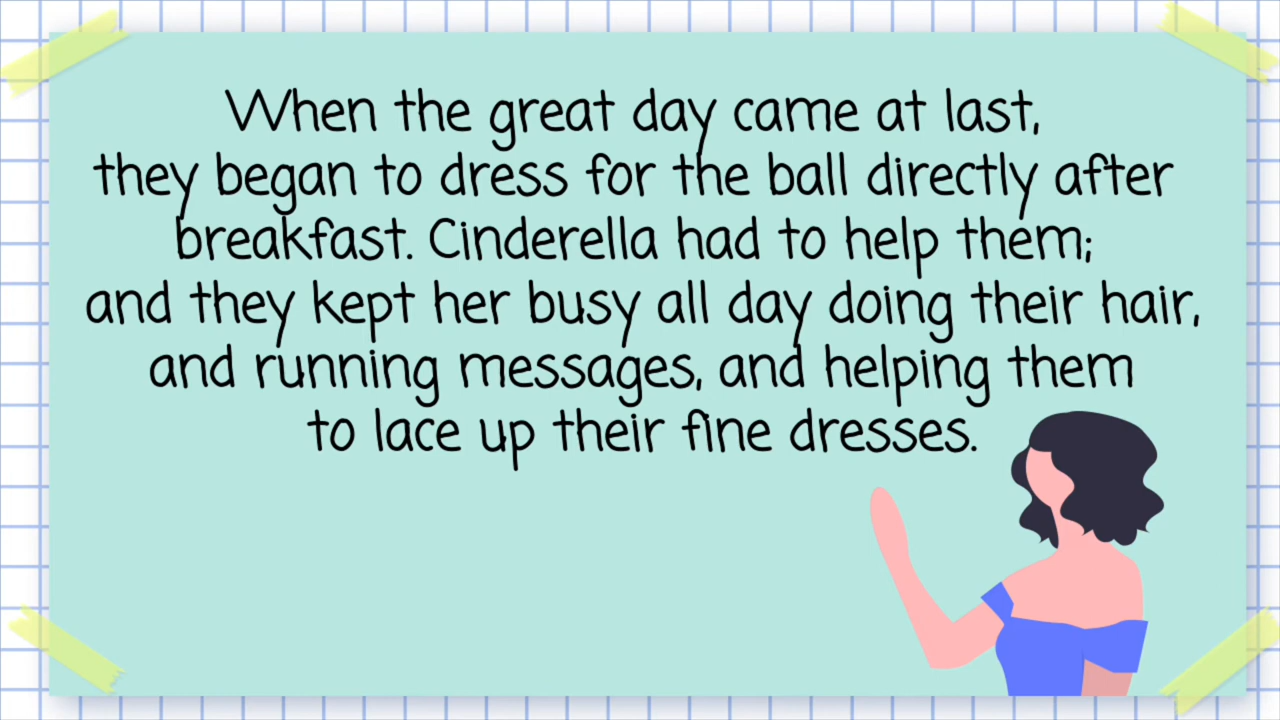 When the great day came at last,
they began to dress for the ball directly after
breakfast. Cinderella had to help them;
and they kept her busy all day doing their hair,
and running messages, and helping them
to lace up their fine dresses.